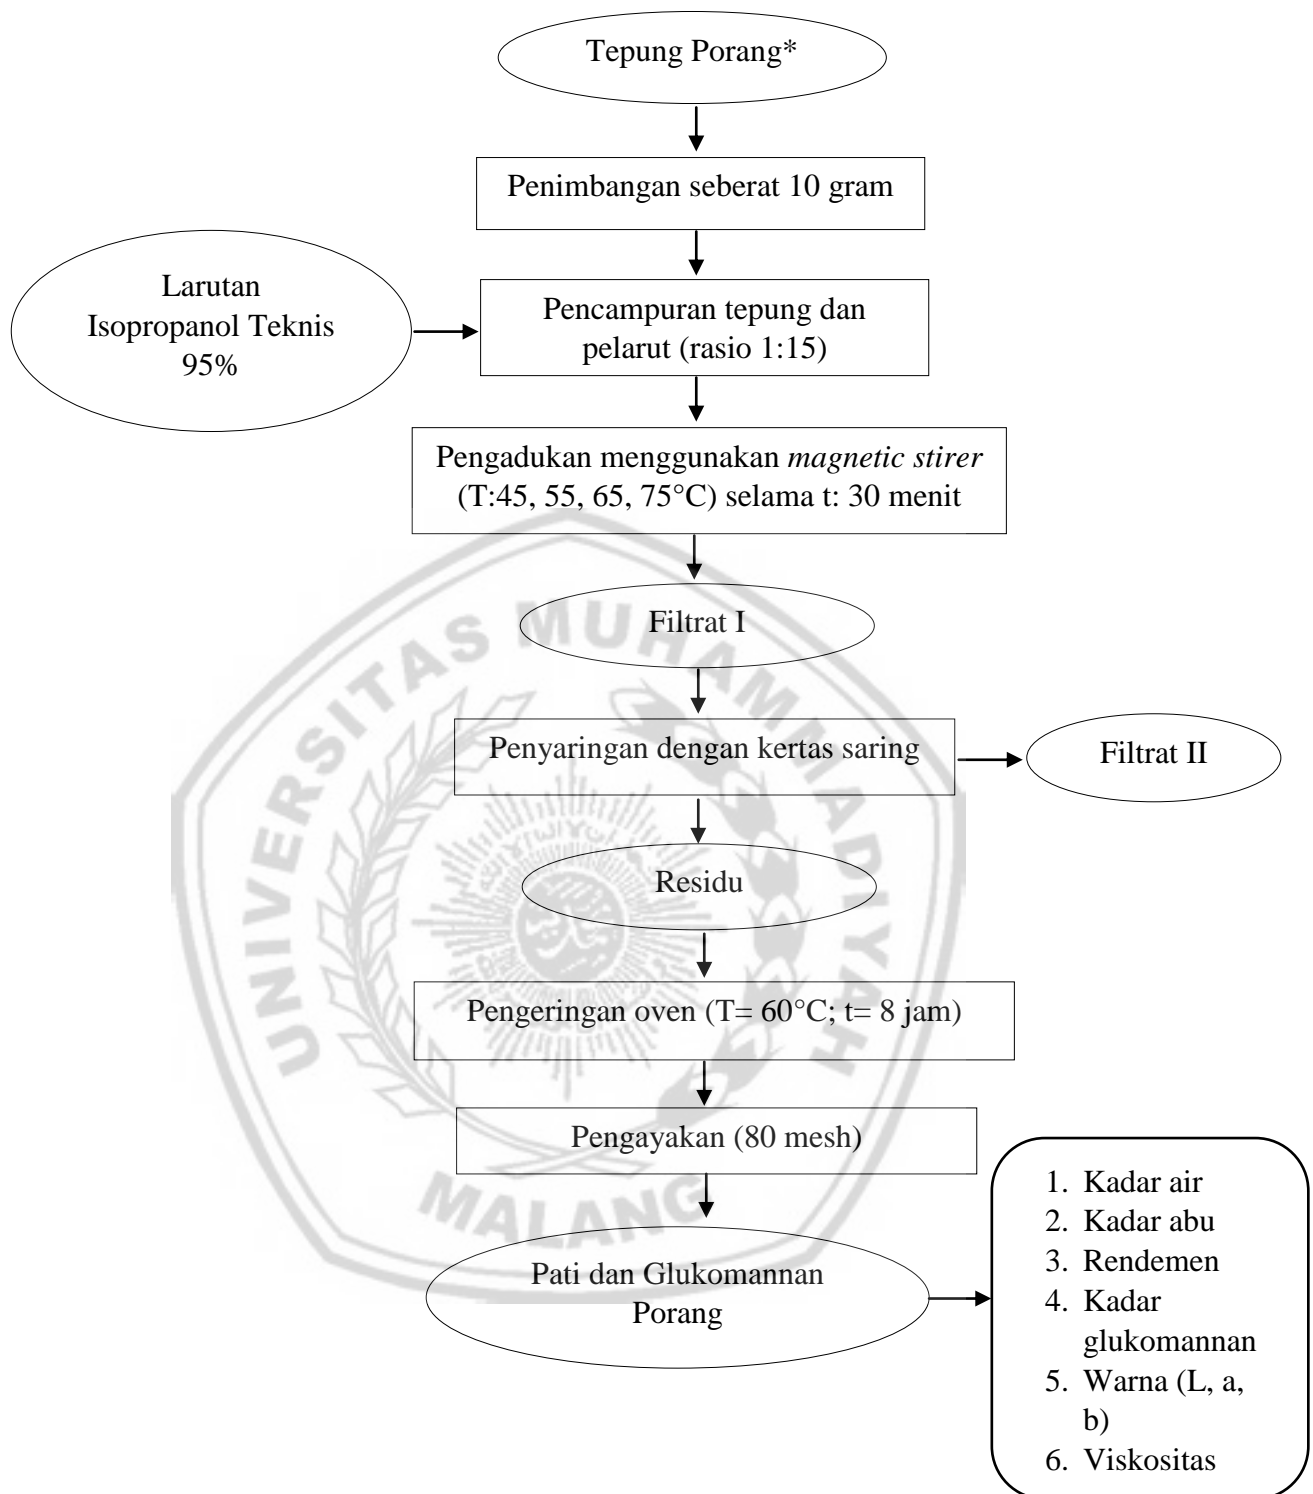 Tepung Porang*
Penimbangan seberat 10 gram
Larutan
Isopropanol Teknis
95%
Pencampuran tepung dan
pelarut (rasio 1:15)
Pengadukan menggunakan magnetic stirer
(T:45, 55, 65, 75°C) selama t: 30 menit
Filtrat I
Penyaringan dengan kertas saring
Filtrat II
Residu
Pengeringan oven (T= 60°C; t= 8 jam)
Pengayakan (80 mesh)
Pati dan Glukomannan
Porang
1. Kadar air
2. Kadar abu
3. Rendemen
4. Kadar
glukomannan
5. Warna (L, a,
b)
6. Viskositas
UNIVERSITAS MUHAMMADIYAH
MALANG